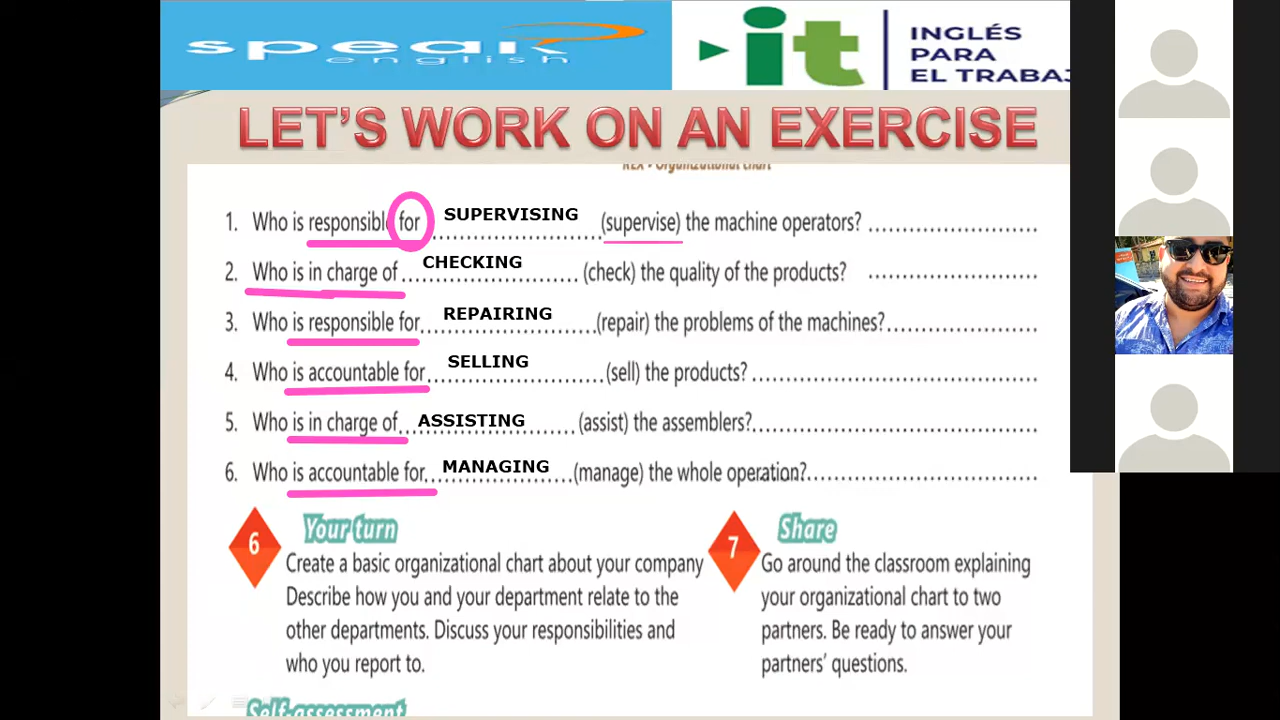 speak
english
it
INGLÉS
PARA
EL TRABAJ
LET'S WORK ON AN EXERCISE
REX - Organizational chart
1. Who is responsible for SUPERVISING (supervise) the machine operators?
2. Who is in charge of CHECKING (check) the quality of the products?
3. Who is responsible for REPAIRING (repair) the problems of the machines?
4. Who is accountable for SELLING (sell) the products?
5. Who is in charge of ASSISTING (assist) the assemblers?
6. Who is accountable for MANAGING (manage) the whole operation?
6 Your turn
Create a basic organizational chart about your company
Describe how you and your department relate to the
other departments. Discuss your responsibilities and
who you report to.
7 Share
Go around the classroom explaining
your organizational chart to two
partners. Be ready to answer your
partners' questions.
Self-assessment